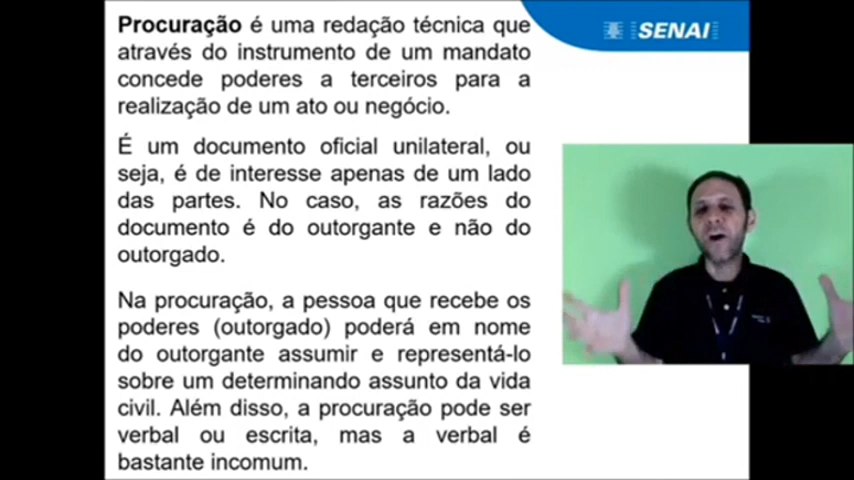 Procuração é uma redação técnica que
através do instrumento de um mandato
concede poderes a terceiros para a
realização de um ato ou negócio.
É um documento oficial unilateral, ou
seja, é de interesse apenas de um lado
das partes. No caso, as razões do
documento é do outorgante e não do
outorgado.
Na procuração, a pessoa que recebe os
poderes (outorgado) poderá em nome
do outorgante assumir e representá-lo
sobre um determinando assunto da vida
civil. Além disso, a procuração pode ser
verbal ou escrita, mas a verbal é
bastante incomum.
SENAI